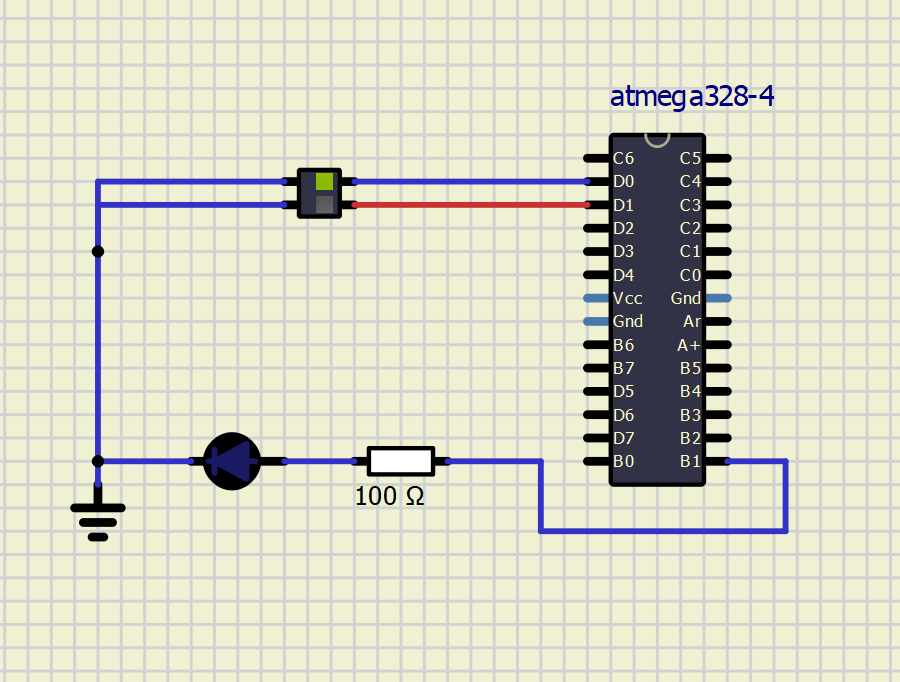 atmega328-4
C6 C5
D0 C4
D1 C3
D2 C2
D3 C1
D4 C0
Vcc Gnd
Gnd Ar
B6 A+
B7 B5
D5 B4
D6 B3
D7 B2
B0 B1
100 Ω